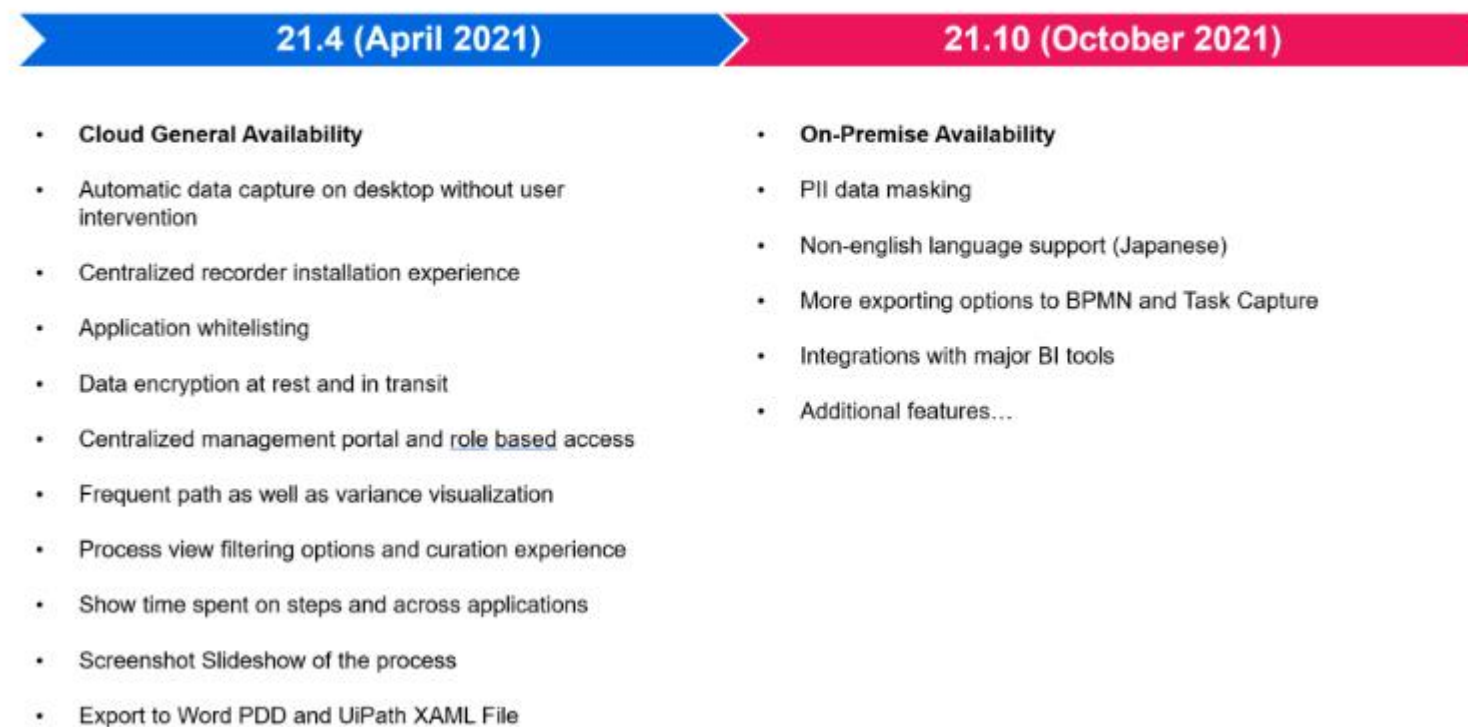 21.4 (April 2021)
21.10 (October 2021)
• Cloud General Availability
• Automatic data capture on desktop without user
intervention
• Centralized recorder installation experience
• Application whitelisting
• Data encryption at rest and in transit
• Centralized management portal and role based access
• Frequent path as well as variance visualization
• Process view filtering options and curation experience
• Show time spent on steps and across applications
• Screenshot Slideshow of the process
• Export to Word PDD and UiPath XAML File
• On-Premise Availability
• PII data masking
• Non-english language support (Japanese)
• More exporting options to BPMN and Task Capture
• Integrations with major BI tools
• Additional features…